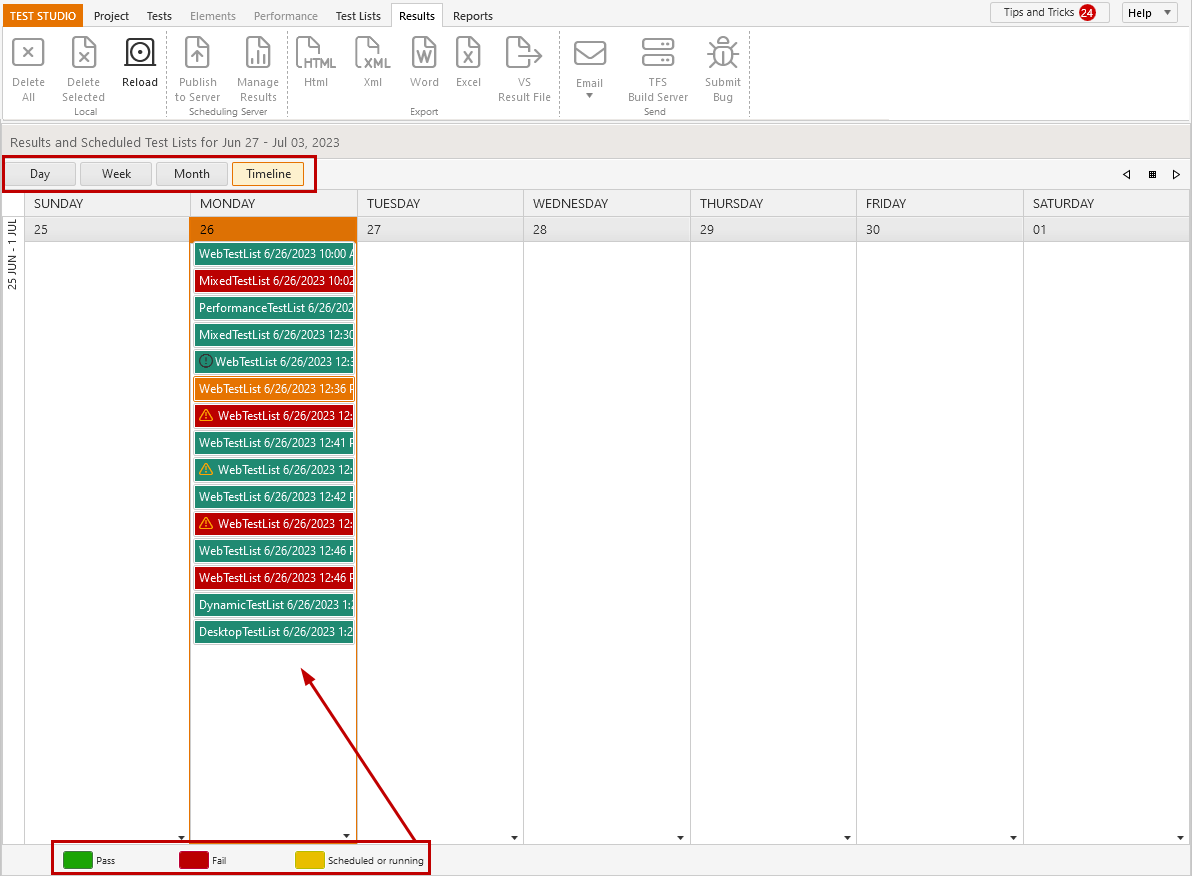 TEST STUDIO Project Tests Elements Performance Test Lists Results Reports Tips and Tricks 24 Help
Delete All
Delete Selected
Reload
Local
Publish to Server
Manage Results
Scheduling Server
HTML
Html
XML
Xml
Word
Excel
VS Result File
Export
Email
TFS Build Server
Submit Bug
Send
Results and Scheduled Test Lists for Jun 27 - Jul 03, 2023
Day Week Month Timeline
SUNDAY MONDAY TUESDAY WEDNESDAY THURSDAY FRIDAY SATURDAY
25 JUN - 1 JUL
25 26 27 28 29 30 01
WebTestList 6/26/2023 10:00
MixedTestList 6/26/2023 10:02
PerformanceTestList 6/26/202
MixedTestList 6/26/2023 12:30
WebTestList 6/26/2023 12:3
WebTestList 6/26/2023 12:36
WebTestList 6/26/2023 12:
WebTestList 6/26/2023 12:41
WebTestList 6/26/2023 12:
WebTestList 6/26/2023 12:42
WebTestList 6/26/2023 12:
WebTestList 6/26/2023 12:46
WebTestList 6/26/2023 12:46
DynamicTestList 6/26/2023 1:2
DesktopTestList 6/26/2023 1:2
Pass Fail Scheduled or running